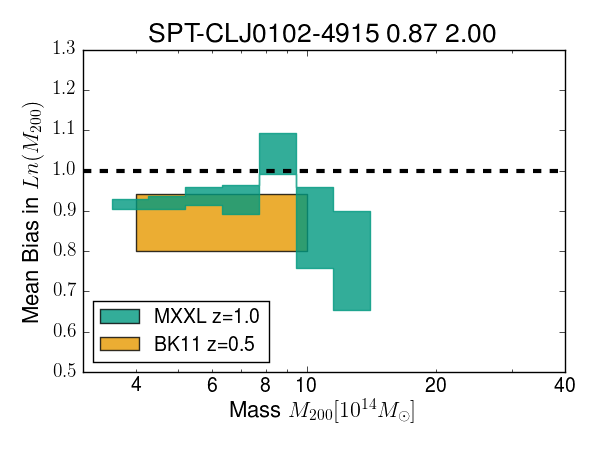 SPT-CLJ0102-4915 0.87 2.00
1.3
1.2
1.1
1.0
0.9
0.8
0.7
0.6
0.5
Mean Bias in Ln(M₂₀₀)
MXXL z=1.0
BK11 z=0.5
4 6 8 10 20 40
Mass M₂₀₀[10¹⁴M☉]